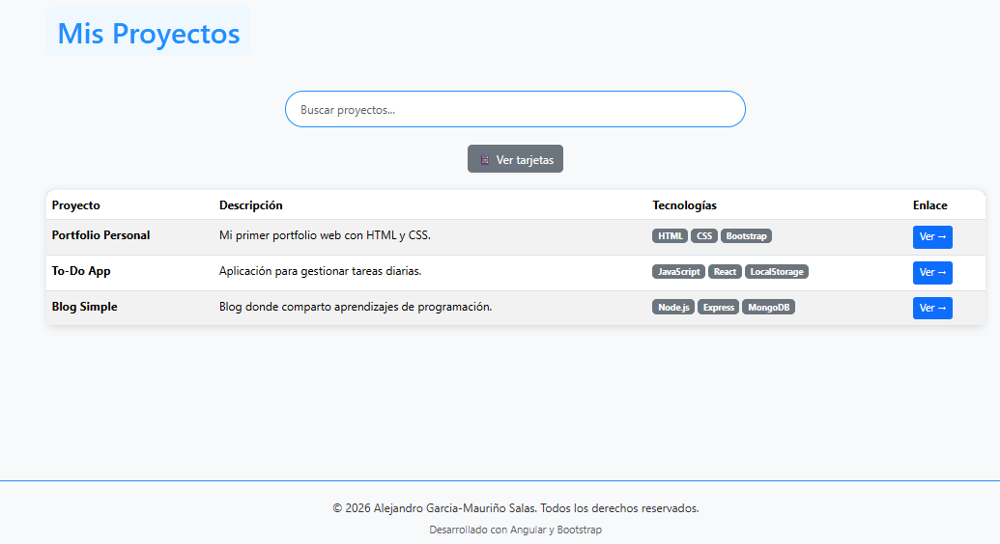 Mis Proyectos
Buscar proyectos...
Ver tarjetas
Proyecto Descripción Tecnologías Enlace
Portfolio Personal Mi primer portfolio web con HTML y CSS. HTML CSS Bootstrap Ver →
To-Do App Aplicación para gestionar tareas diarias. JavaScript React LocalStorage Ver →
Blog Simple Blog donde comparto aprendizajes de programación. Node.js Express MongoDB Ver →
© 2026 Alejandro Garcia-Mauriño Salas. Todos los derechos reservados.
Desarrollado con Angular y Bootstrap